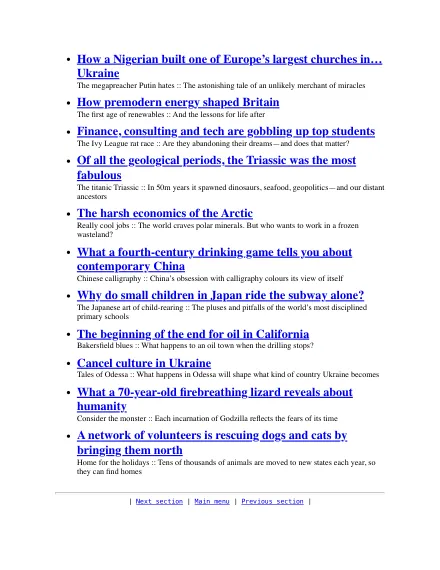 How a Nigerian built one of Europe's largest churches in…
Ukraine
The megapreacher Putin hates :: The astonishing tale of an unlikely merchant of miracles
How premodern energy shaped Britain
The first age of renewables :: And the lessons for life after
Finance, consulting and tech are gobbling up top students
The Ivy League rat race :: Are they abandoning their dreams—and does that matter?
Of all the geological periods, the Triassic was the most
fabulous
The titanic Triassic :: In 50m years it spawned dinosaurs, seafood, geopolitics—and our distant
ancestors
The harsh economics of the Arctic
Really cool jobs :: The world craves polar minerals. But who wants to work in a frozen
wasteland?
What a fourth-century drinking game tells you about
contemporary China
Chinese calligraphy :: China's obsession with calligraphy colours its view of itself
Why do small children in Japan ride the subway alone?
The Japanese art of child-rearing :: The pluses and pitfalls of the world's most disciplined
primary schools
The beginning of the end for oil in California
Bakersfield blues :: What happens to an oil town when the drilling stops?
Cancel culture in Ukraine
Tales of Odessa :: What happens in Odessa will shape what kind of country Ukraine becomes
What a 70-year-old firebreathing lizard reveals about
humanity
Consider the monster :: Each incarnation of Godzilla reflects the fears of its time
A network of volunteers is rescuing dogs and cats by
bringing them north
Home for the holidays :: Tens of thousands of animals are moved to new states each year, so
they can find homes
| Next section | Main menu | Previous section |